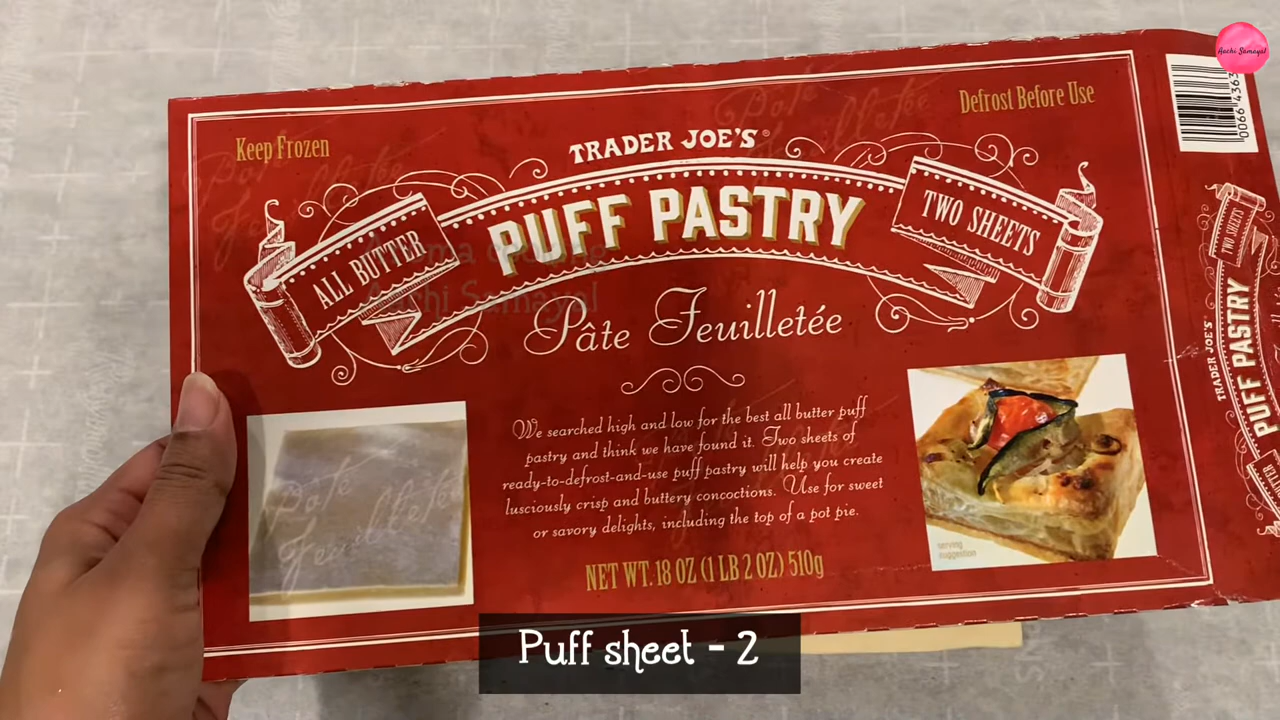 Aachi Samayal
Keep Frozen
Defrost Before Use
TRADER JOE'S®
ALL BUTTER
PUFF PASTRY
TWO SHEETS
Pâte Feuilletée
We searched high and low for the best all butter puff
pastry and think we have found it. Two sheets of
ready-to-defrost-and-use puff pastry will help you create
lusciously crisp and buttery concoctions. Use for sweet
or savory delights, including the top of a pot pie.
NET WT. 18 OZ (1 LB 2 OZ) 510g
serving
suggestion
Pâte
Feuilletée
TRADER JOE'S
PUFF PASTRY
TWO SHEETS
Aachi Samayal
Puff sheet - 2